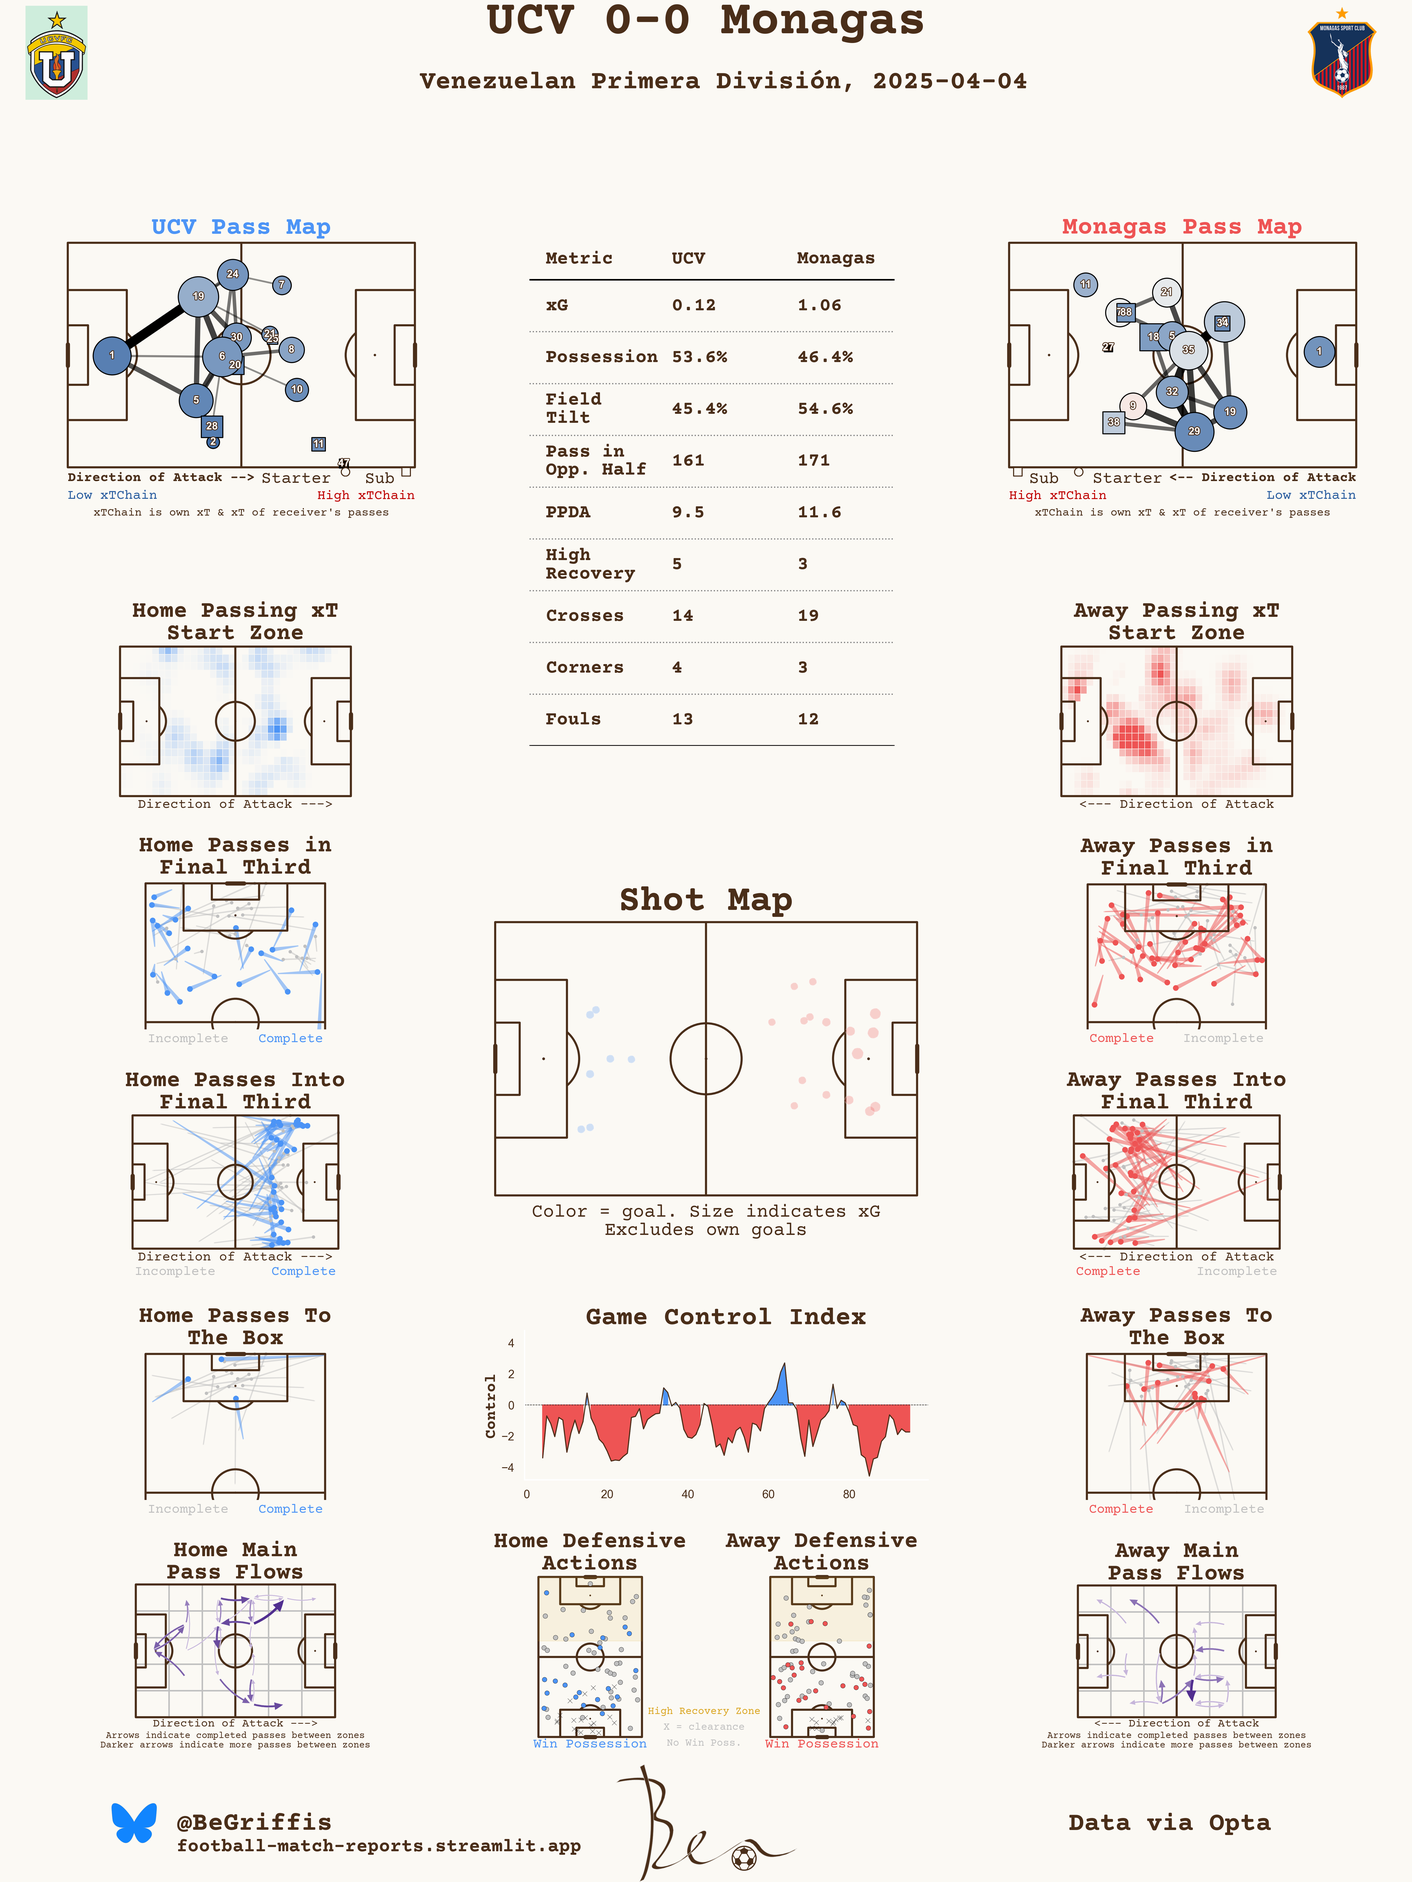 UCV 0-0 Monagas
Venezuelan Primera División, 2025-04-04
MONAGAS SPORT CLUB
1987
UCV Pass Map
24
7
19
30
21
25
1
6
8
20
10
5
28
2
11
47
Direction of Attack --> Starter Sub
Low xTChain High xTChain
xTChain is own xT & xT of receiver's passes
Metric UCV Monagas
xG 0.12 1.06
Possession 53.6% 46.4%
Field
Tilt 45.4% 54.6%
Pass in
Opp. Half 161 171
PPDA 9.5 11.6
High
Recovery 5 3
Crosses 14 19
Corners 4 3
Fouls 13 12
Monagas Pass Map
11
21
7
88
34
18
5
27
35
1
32
9
19
38
29
Sub Starter <-- Direction of Attack
High xTChain Low xTChain
xTChain is own xT & xT of receiver's passes
Home Passing xT
Start Zone
Direction of Attack --->
Away Passing xT
Start Zone
<--- Direction of Attack
Home Passes in
Final Third
Incomplete Complete
Shot Map
Color = goal. Size indicates xG
Excludes own goals
Away Passes in
Final Third
Complete Incomplete
Home Passes Into
Final Third
Direction of Attack --->
Incomplete Complete
Away Passes Into
Final Third
<--- Direction of Attack
Complete Incomplete
Home Passes To
The Box
Incomplete Complete
Game Control Index
Control
4
2
0
−2
−4
0 20 40 60 80
Away Passes To
The Box
Complete Incomplete
Home Main
Pass Flows
Direction of Attack --->
Arrows indicate completed passes between zones
Darker arrows indicate more passes between zones
Home Defensive
Actions
Win Possession
High Recovery Zone
X = clearance
No Win Poss.
Away Defensive
Actions
Win Possession
Away Main
Pass Flows
<--- Direction of Attack
Arrows indicate completed passes between zones
Darker arrows indicate more passes between zones
@BeGriffis
football-match-reports.streamlit.app
Ben
Data via Opta